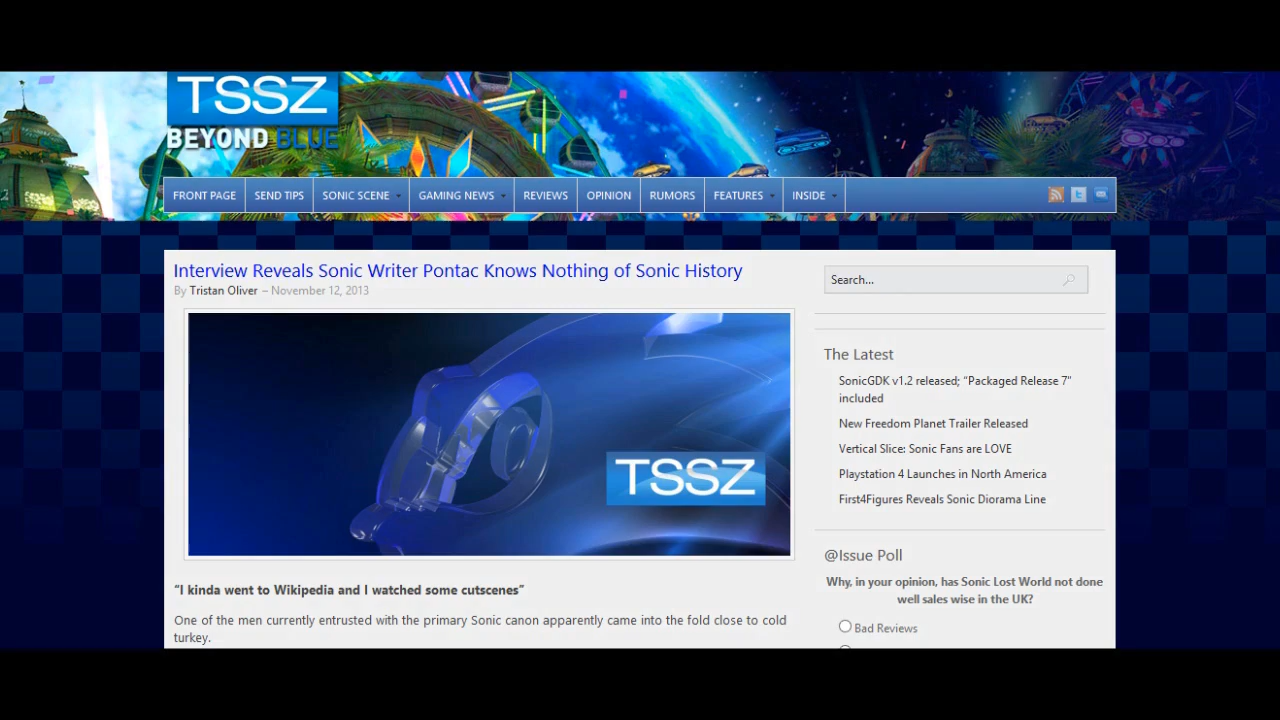 TSSZ
BEYOND BLUE
FRONT PAGE
SEND TIPS
SONIC SCENE
GAMING NEWS
REVIEWS
OPINION
RUMORS
FEATURES
INSIDE
Interview Reveals Sonic Writer Pontac Knows Nothing of Sonic History
By Tristan Oliver – November 12, 2013
TSSZ
“I kinda went to Wikipedia and I watched some cutscenes”
One of the men currently entrusted with the primary Sonic canon apparently came into the fold close to cold
turkey.
Search...
The Latest
SonicGDK v1.2 released; “Packaged Release 7”
included
New Freedom Planet Trailer Released
Vertical Slice: Sonic Fans are LOVE
Playstation 4 Launches in North America
First4Figures Reveals Sonic Diorama Line
@Issue Poll
Why, in your opinion, has Sonic Lost World not done
well sales wise in the UK?
Bad Reviews